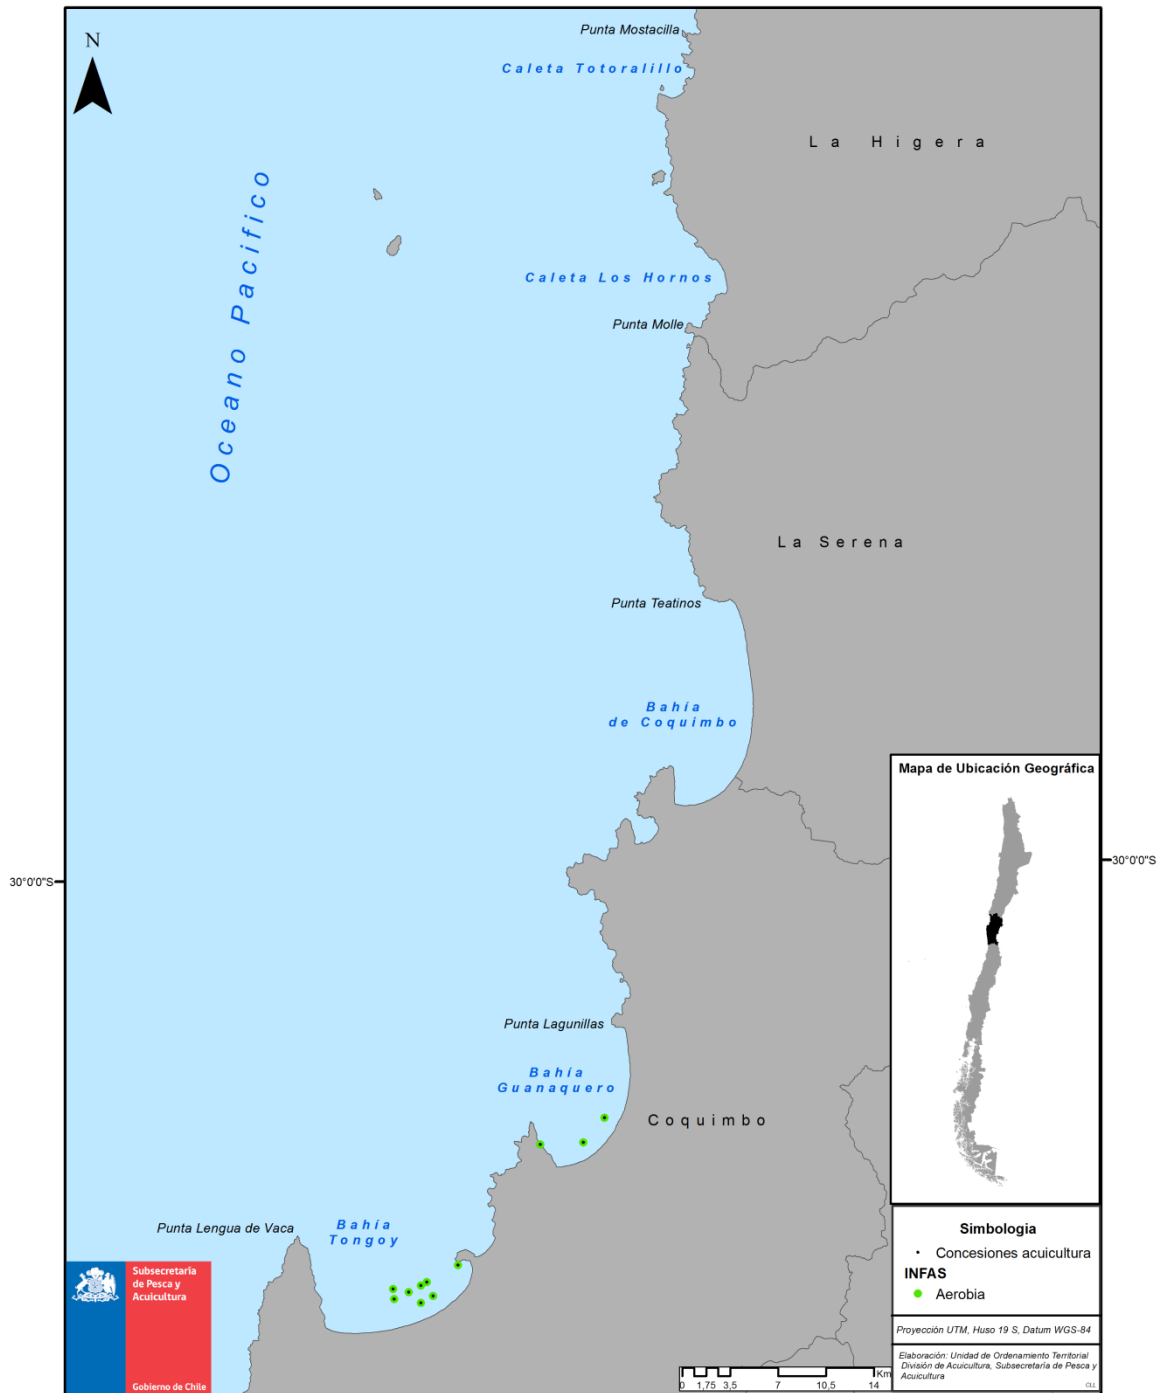 Punta Mostacilla
N
Caleta Totoralillo
La Higera
Oceano Pacifico
Caleta Los Hornos
Punta Molle
La Serena
Punta Teatinos
Bahía
de Coquimbo
Mapa de Ubicación Geográfica
30°0'0"S
30°0'0"S
Punta Lagunillas
Bahía
Guanaquero
Coquimbo
Punta Lengua de Vaca
Bahía
Tongoy
Simbologia
Concesiones acuicultura
INFAS
Aerobia
Subsecretaría
de Pesca y
Acuicultura
Gobierno de Chile
Proyección UTM, Huso 19 S, Datum WGS-84
Elaboración: Unidad de Ordenamiento Territorial
División de Acuicultura, Subsecretaría de Pesca y
Acuicultura
CLL
Km
0 1,75 3,5 7 10,5 14